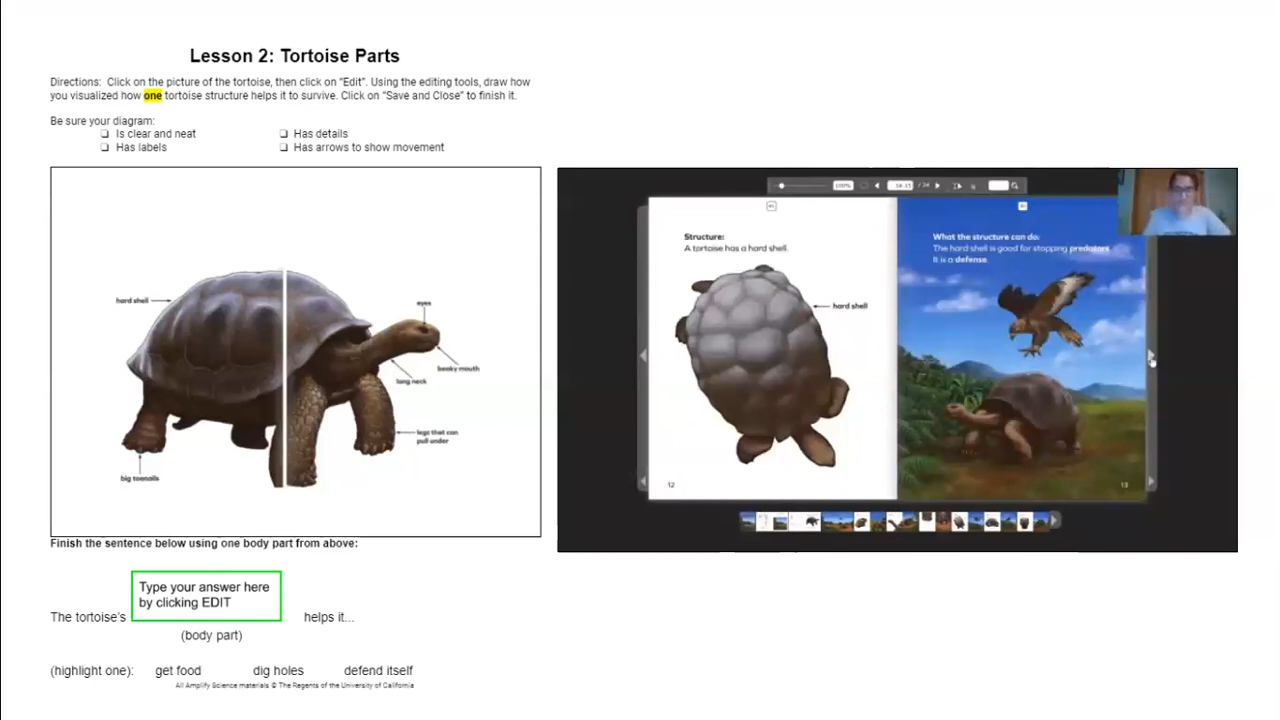 Lesson 2: Tortoise Parts
Directions: Click on the picture of the tortoise, then click on "Edit". Using the editing tools, draw how
you visualized how one tortoise structure helps it to survive. Click on "Save and Close" to finish it.
Be sure your diagram:
Is clear and neat
Has details
Has labels
Has arrows to show movement
hard shell
eyes
beaky mouth
long neck
legs that can
pull under
big toenails
100%
/ 24
Structure:
A tortoise has a hard shell.
hard shell
12
What the structure can do:
The hard shell is good for stopping predators.
It is a defense.
13
Finish the sentence below using one body part from above:
Type your answer here
by clicking EDIT
The tortoise's helps it...
(body part)
(highlight one): get food dig holes defend itself
All Amplify Science materials © The Regents of the University of California